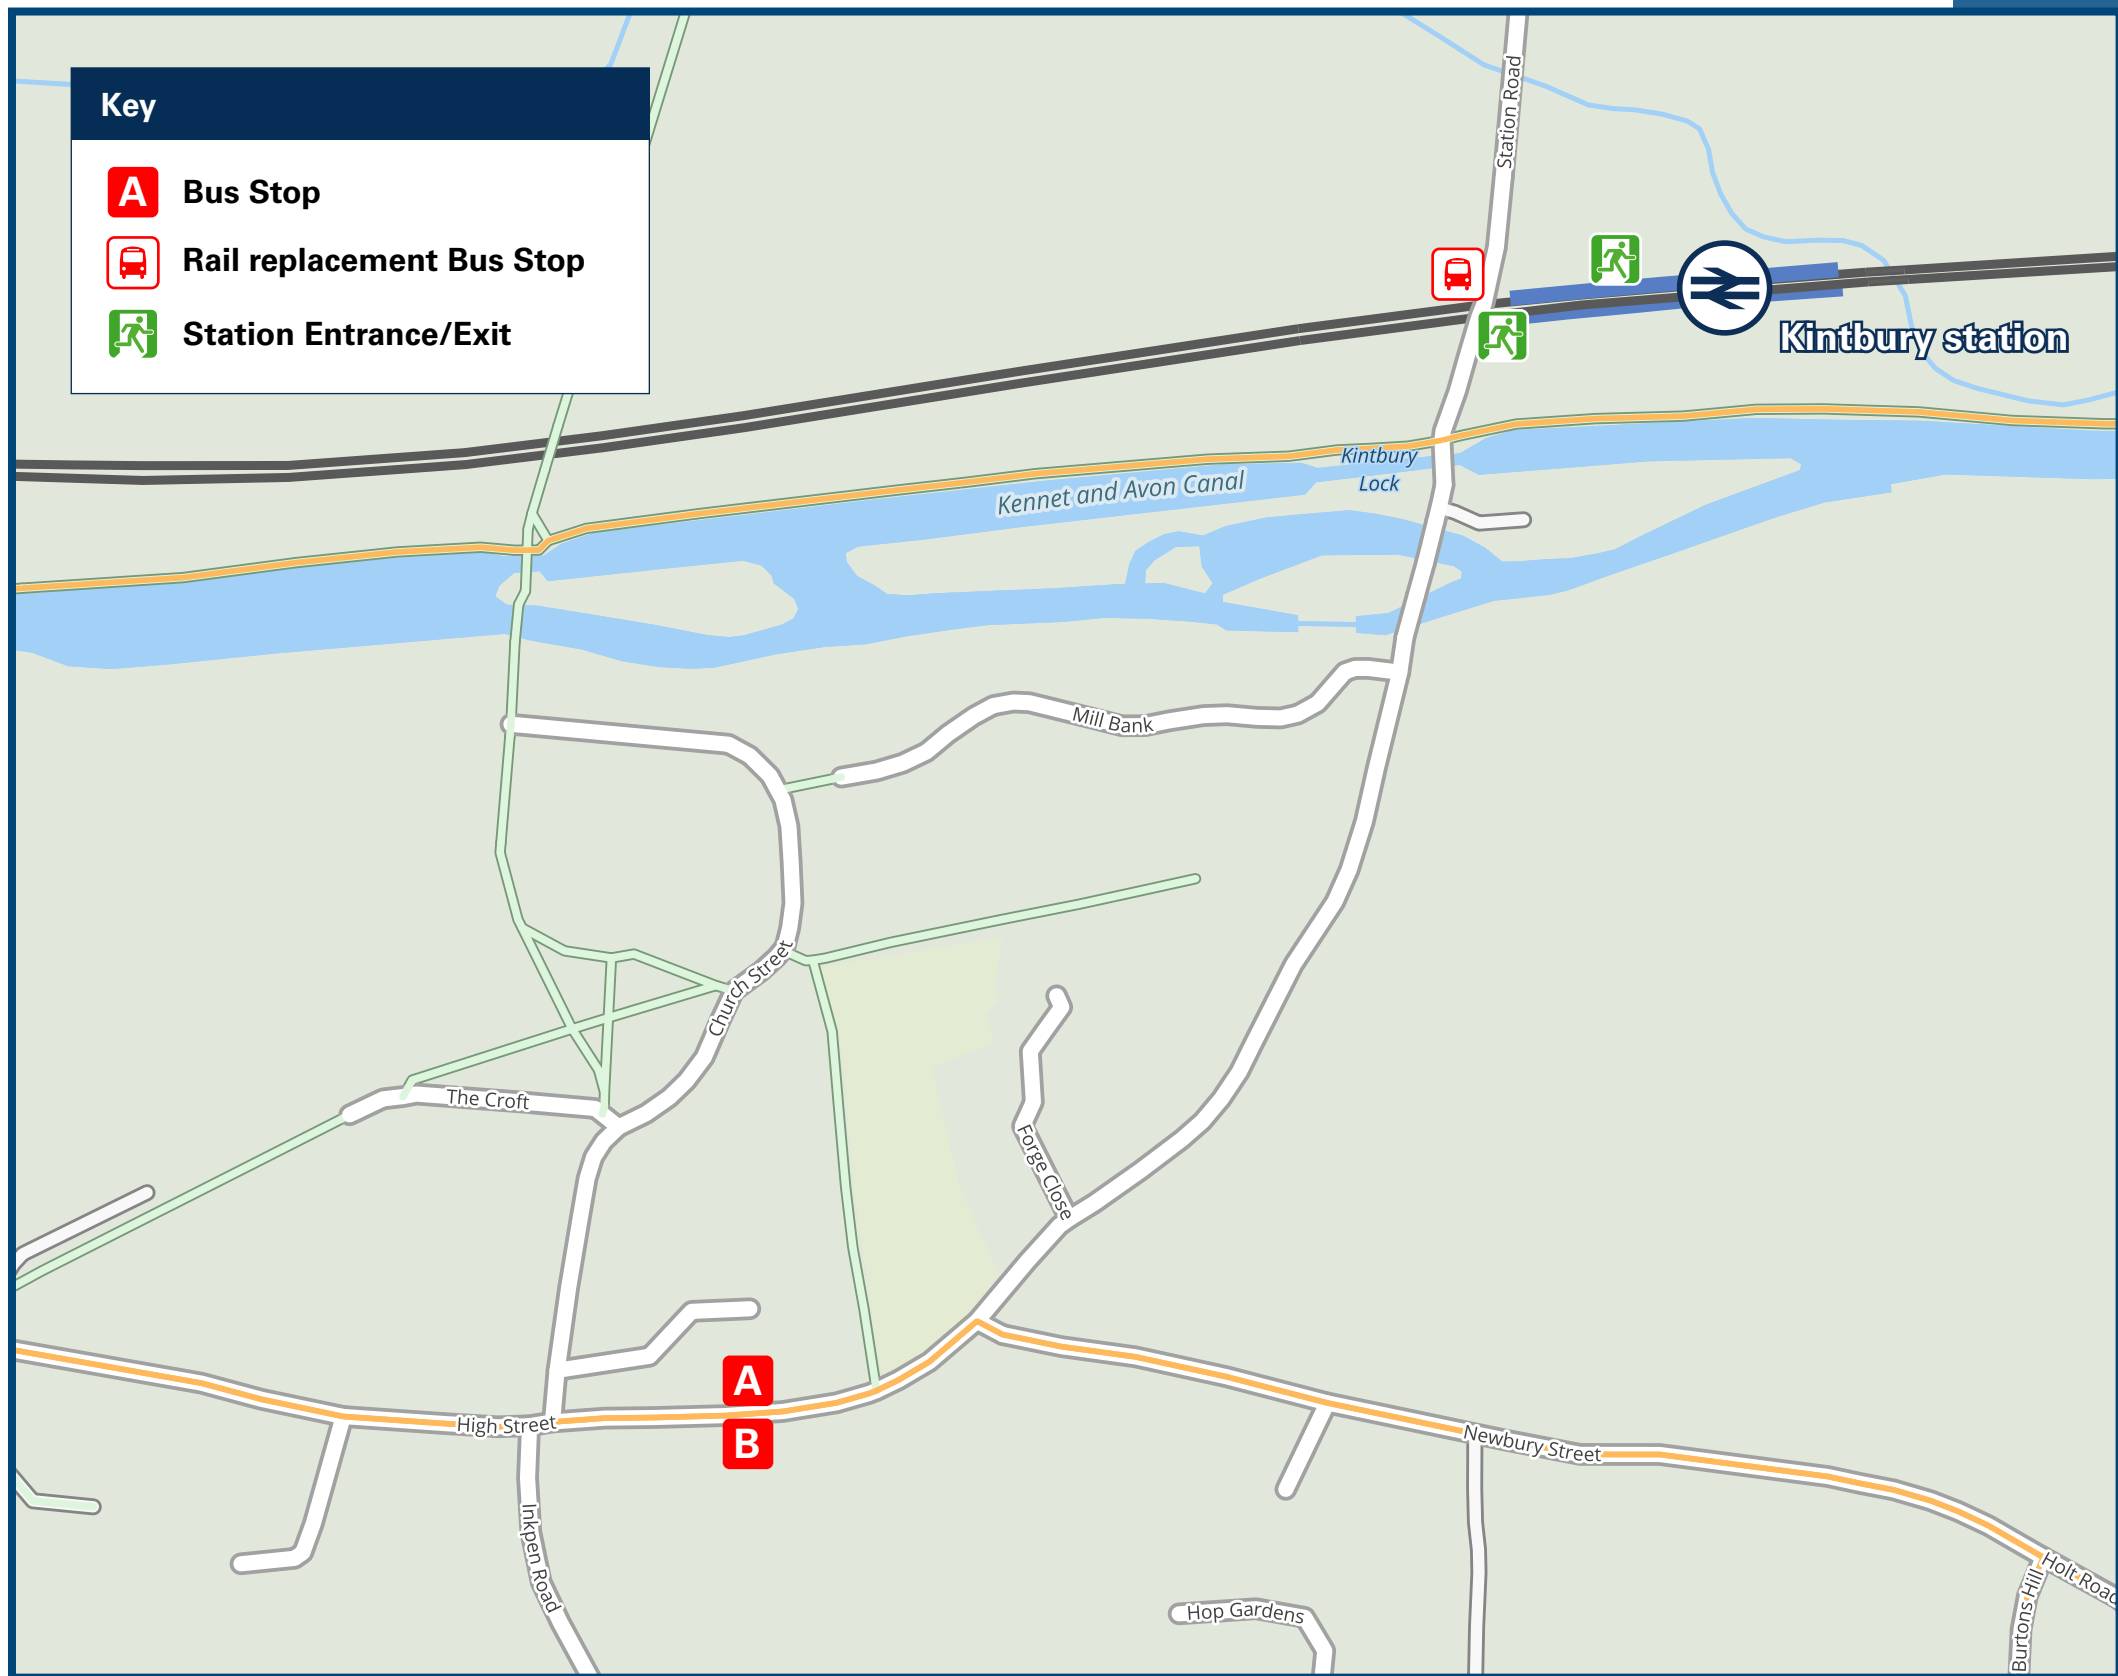 Key
A Bus Stop
Rail replacement Bus Stop
Station Entrance/Exit
Station Road
Kintbury station
Kintbury
Lock
Kennet and Avon Canal
Mill Bank
Church Street
The Croft
Forge Close
A
B
High Street
Newbury Street
Inkpen Road
Hop Gardens
Holt Road
Burtons Hill